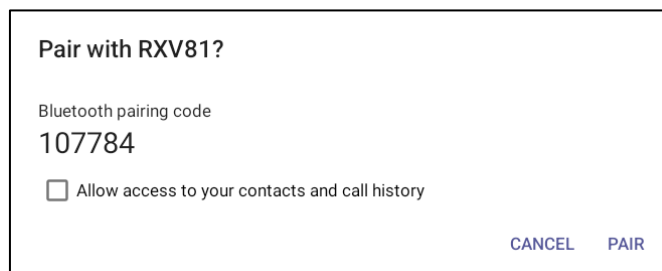 Pair with RXV81?
Bluetooth pairing code
107784
Allow access to your contacts and call history
CANCEL PAIR